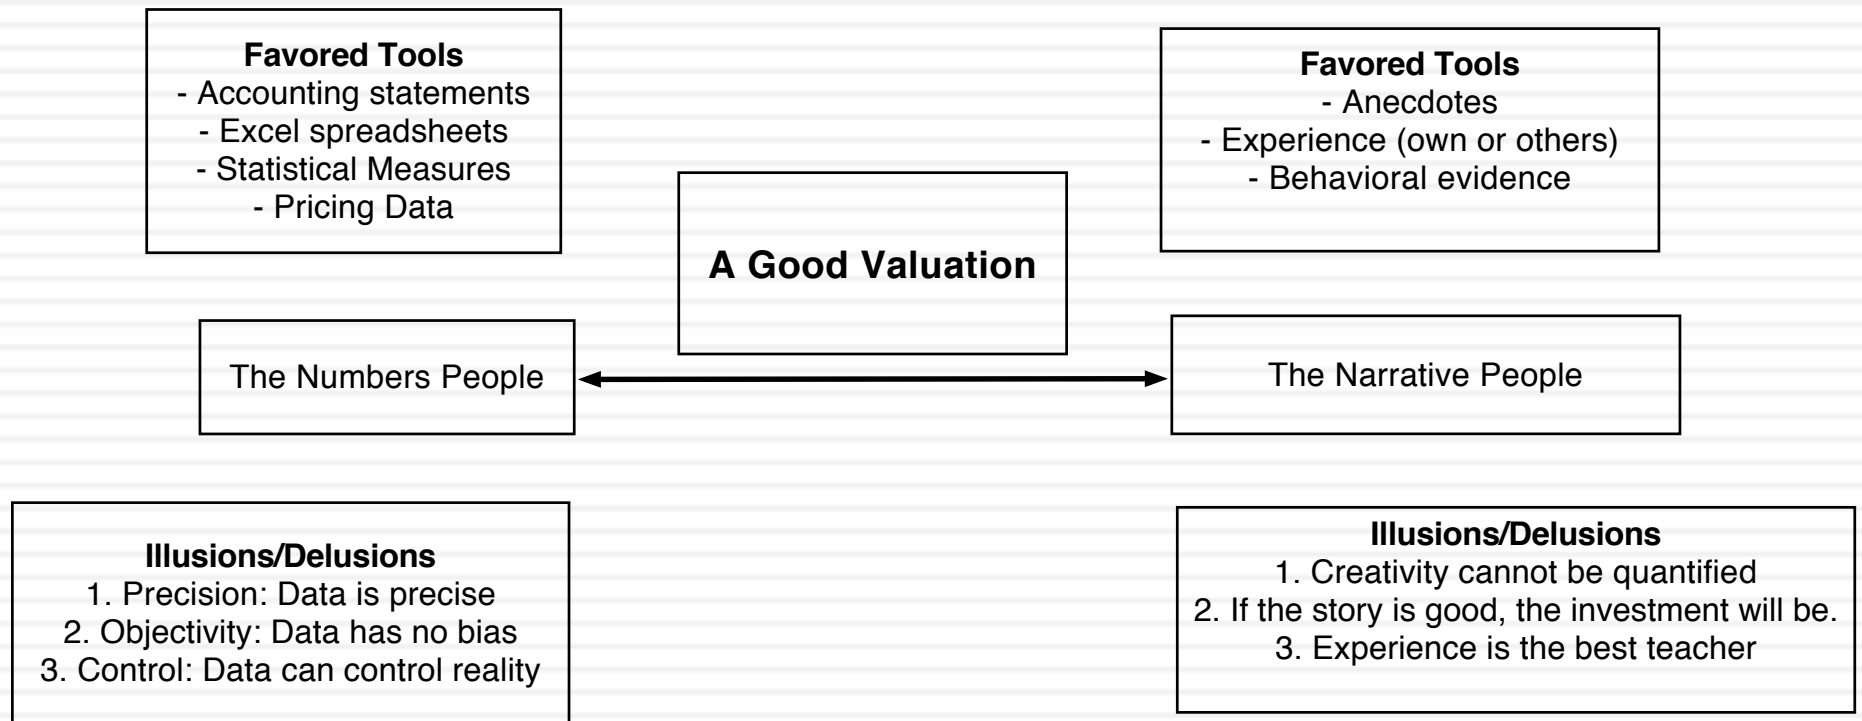 Favored Tools
- Accounting statements
- Excel spreadsheets
- Statistical Measures
- Pricing Data
Favored Tools
- Anecdotes
- Experience (own or others)
- Behavioral evidence
A Good Valuation
The Numbers People
The Narrative People
Illusions/Delusions
1. Precision: Data is precise
2. Objectivity: Data has no bias
3. Control: Data can control reality
Illusions/Delusions
1. Creativity cannot be quantified
2. If the story is good, the investment will be.
3. Experience is the best teacher